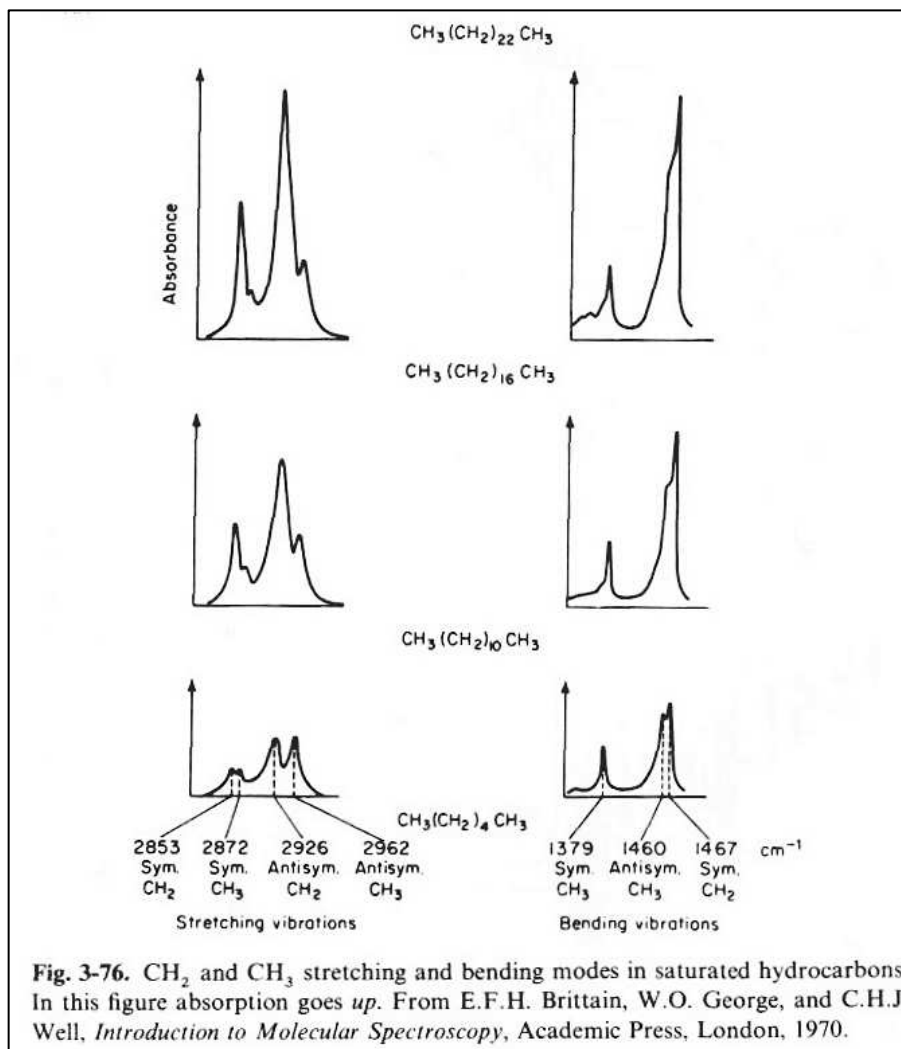 CH₃(CH₂)₂₂CH₃
Absorbance
CH₃(CH₂)₁₆CH₃
CH₃(CH₂)₁₀CH₃
CH₃(CH₂)₄CH₃
2853 2872 2926 2962 1379 1460 1467 cm⁻¹
Sym. Sym. Antisym. Antisym. Sym. Antisym. Sym.
CH₂ CH₃ CH₂ CH₃ CH₃ CH₃ CH₂
Stretching vibrations Bending vibrations
Fig. 3-76. CH₂ and CH₃ stretching and bending modes in saturated hydrocarbons
In this figure absorption goes up. From E.F.H. Brittain, W.O. George, and C.H.J
Well, Introduction to Molecular Spectroscopy, Academic Press, London, 1970.